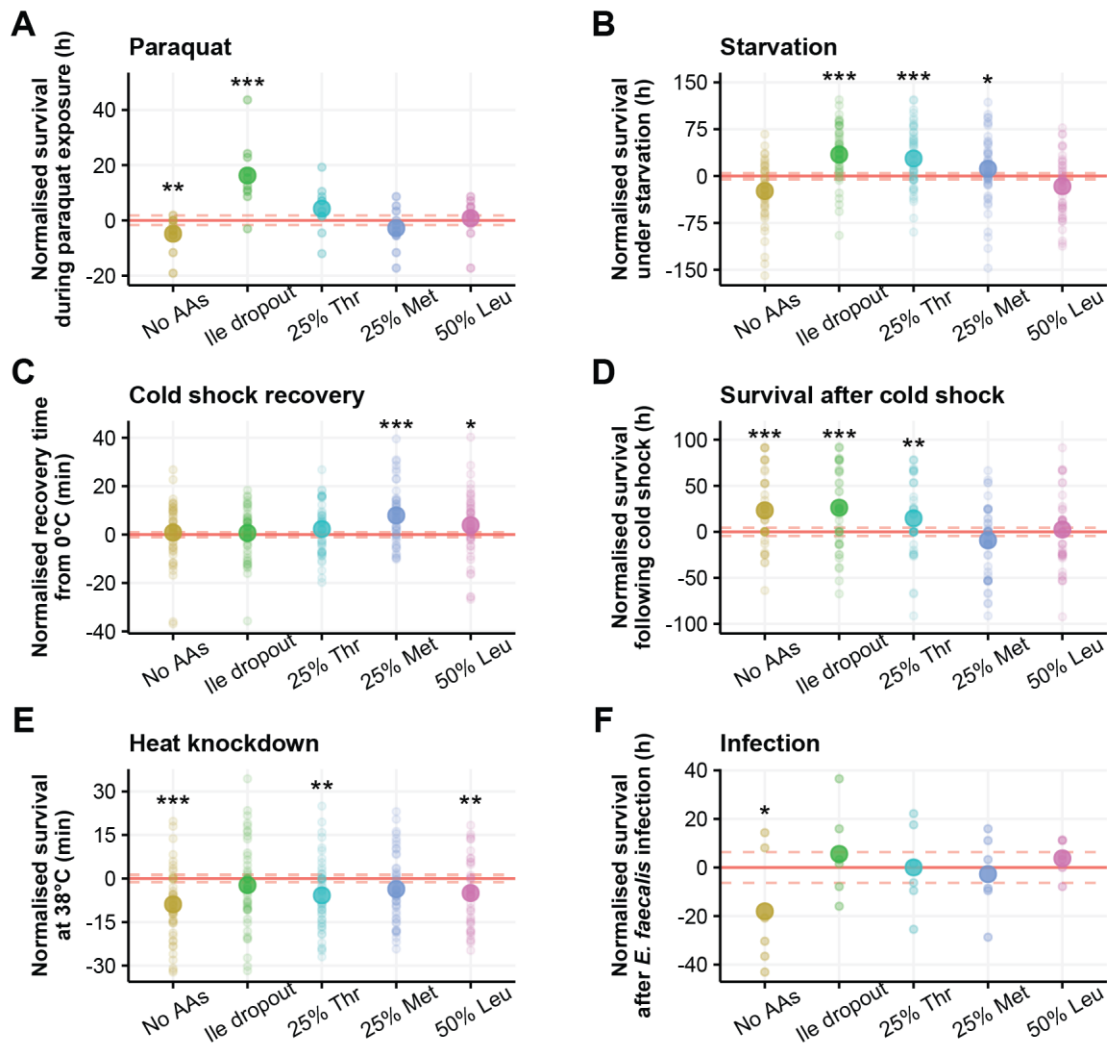 A
Paraquat
Normalised survival
during paraquat exposure (h)
40
20
0
-20
**
***
No AAs
Ile dropout
25% Thr
25% Met
50% Leu
B
Starvation
Normalised survival
under starvation (h)
150
75
0
-75
-150
***
***
*
No AAs
Ile dropout
25% Thr
25% Met
50% Leu
C
Cold shock recovery
Normalised recovery time
from 0°C (min)
40
20
0
-20
-40
***
*
No AAs
Ile dropout
25% Thr
25% Met
50% Leu
D
Survival after cold shock
Normalised survival
following cold shock (h)
100
50
0
-50
-100
***
***
**
No AAs
Ile dropout
25% Thr
25% Met
50% Leu
E
Heat knockdown
Normalised survival
at 38°C (min)
30
15
0
-15
-30
***
**
**
No AAs
Ile dropout
25% Thr
25% Met
50% Leu
F
Infection
Normalised survival
after E. faecalis infection (h)
40
20
0
-20
-40
*
No AAs
Ile dropout
25% Thr
25% Met
50% Leu